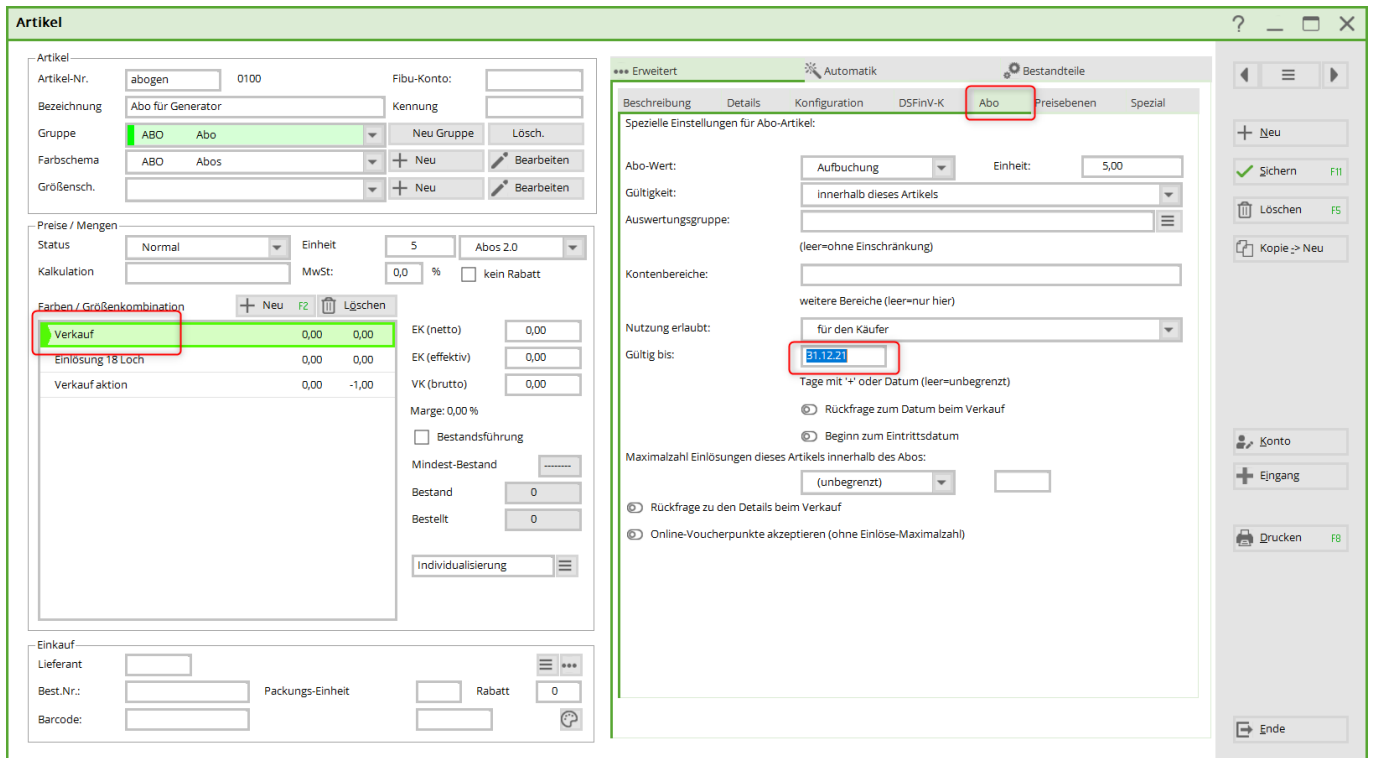 Artikel
?
Artikel
Artikel-Nr. abogen 0100 Fibu-Konto:
Bezeichnung Abo für Generator Kennung
Gruppe ABO Abo Neu Gruppe Lösch.
Farbschema ABO Abos Neu Bearbeiten
Größensch. Neu Bearbeiten
Preise / Mengen
Status Normal Einheit 5 Abos 2.0
Kalkulation MwSt: 0,0 % kein Rabatt
Farben / Größenkombination Neu F2 Löschen
Verkauf 0,00 0,00
Einlösung 18 Loch 0,00 0,00
Verkauf aktion 0,00 -1,00
EK (netto) 0,00
EK (effektiv) 0,00
VK (brutto) 0,00
Marge: 0,00 %
Bestandsführung
Mindest-Bestand --------
Bestand 0
Bestellt 0
Individualisierung
Einkauf
Lieferant
Best.Nr.: Packungs-Einheit Rabatt 0
Barcode:
Erweitert Automatik Bestandteile
Beschreibung Details Konfiguration DSFinV-K Abo Preisebenen Spezial
Spezielle Einstellungen für Abo-Artikel:
Abo-Wert: Aufbuchung Einheit: 5,00
Gültigkeit: innerhalb dieses Artikels
Auswertungsgruppe:
(leer=ohne Einschränkung)
Kontenbereiche:
weitere Bereiche (leer=nur hier)
Nutzung erlaubt: für den Käufer
Gültig bis: 31.12.21
Tage mit '+' oder Datum (leer=unbegrenzt)
Rückfrage zum Datum beim Verkauf
Beginn zum Eintrittsdatum
Maximalzahl Einlösungen dieses Artikels innerhalb des Abos:
(unbegrenzt)
Rückfrage zu den Details beim Verkauf
Online-Voucherpunkte akzeptieren (ohne Einlöse-Maximalzahl)
Neu
Sichern F11
Löschen F5
Kopie -> Neu
Konto
Eingang
Drucken F8
Ende